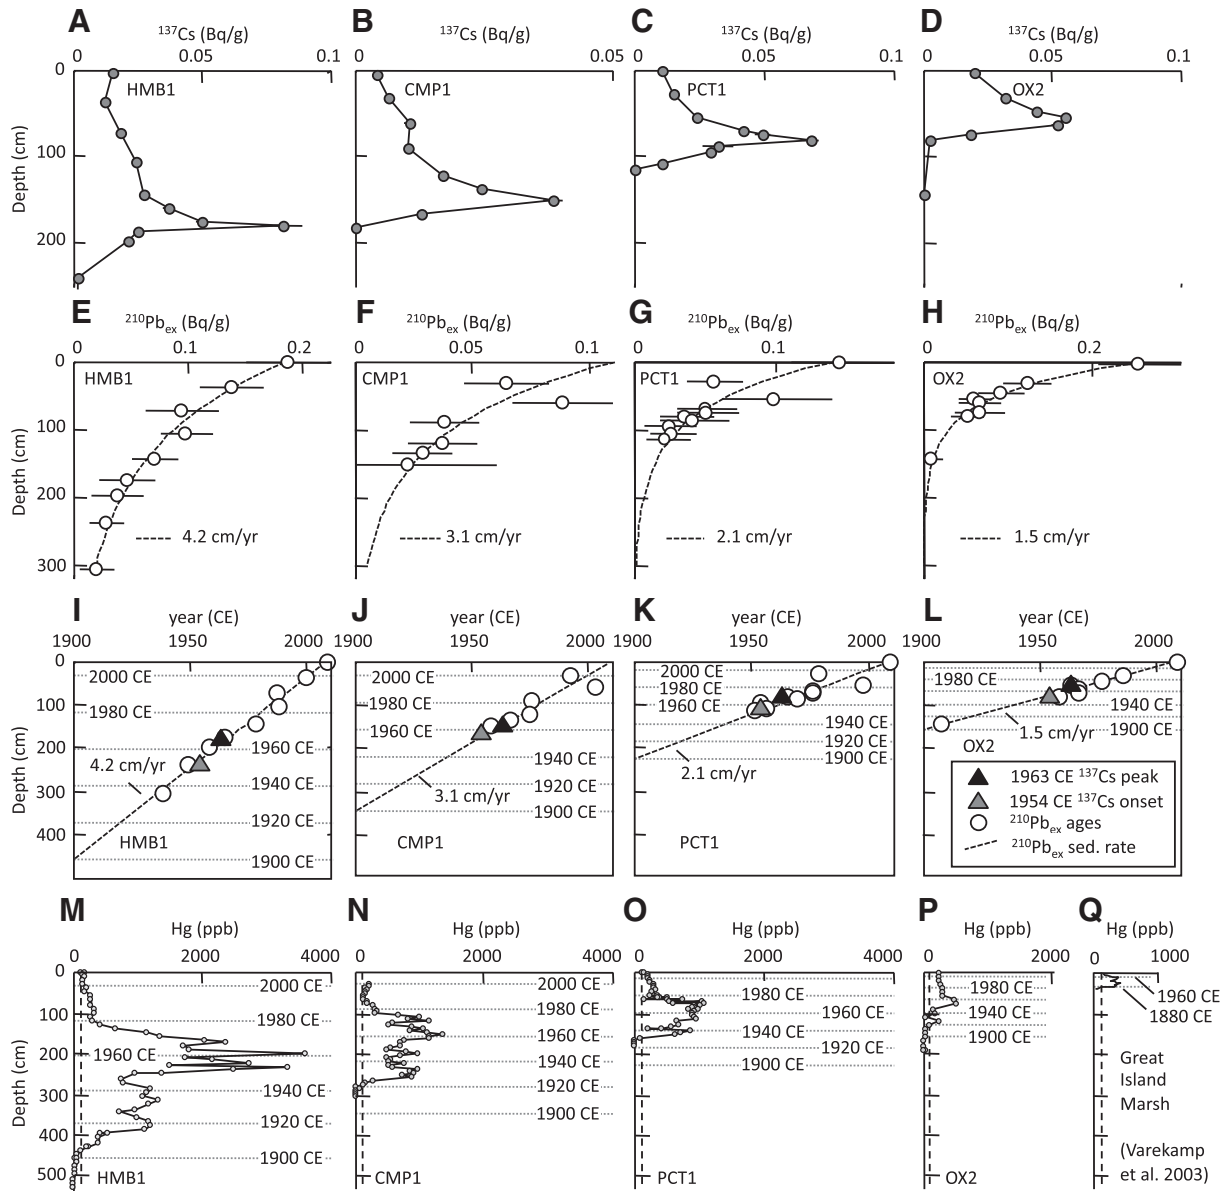 A B C D
137Cs (Bq/g) 137Cs (Bq/g) 137Cs (Bq/g) 137Cs (Bq/g)
0 0.05 0.1 0 0.05 0 0.05 0.1 0 0.05 0.1
HMB1 CMP1 PCT1 OX2
Depth (cm)
0
100
200
E F G H
210Pbex (Bq/g) 210Pbex (Bq/g) 210Pbex (Bq/g) 210Pbex (Bq/g)
0 0.1 0.2 0.05 0.1 0 0.1 0 0.2
HMB1 CMP1 PCT1 OX2
Depth (cm)
0
100
200
300
4.2 cm/yr 3.1 cm/yr 2.1 cm/yr 1.5 cm/yr
I J K L
year (CE) year (CE) year (CE) year (CE)
1900 1950 2000 1900 1950 2000 1900 1950 2000 1900 1950 2000
Depth (cm)
0
100
200
300
400
2000 CE
1980 CE
1960 CE
1940 CE
1920 CE
1900 CE
4.2 cm/yr
HMB1
2000 CE
1980 CE
1960 CE
1940 CE
1920 CE
1900 CE
3.1 cm/yr
CMP1
2000 CE
1980 CE
1960 CE
1940 CE
1920 CE
1900 CE
2.1 cm/yr
PCT1
1980 CE
1940 CE
1900 CE
1.5 cm/yr
OX2
1963 CE 137Cs peak
1954 CE 137Cs onset
210Pbex ages
210Pbex sed. rate
M N O P Q
Hg (ppb) Hg (ppb) Hg (ppb) Hg (ppb) Hg (ppb)
0 2000 4000 0 2000 4000 0 2000 4000 0 2000 0 1000
Depth (cm)
0
100
200
300
400
500
2000 CE
1980 CE
1960 CE
1940 CE
1920 CE
1900 CE
HMB1
2000 CE
1980 CE
1960 CE
1940 CE
1920 CE
1900 CE
CMP1
1980 CE
1960 CE
1940 CE
1920 CE
1900 CE
PCT1
1980 CE
1940 CE
1900 CE
OX2
1960 CE
1880 CE
Great
Island
Marsh
(Varekamp
et al. 2003)